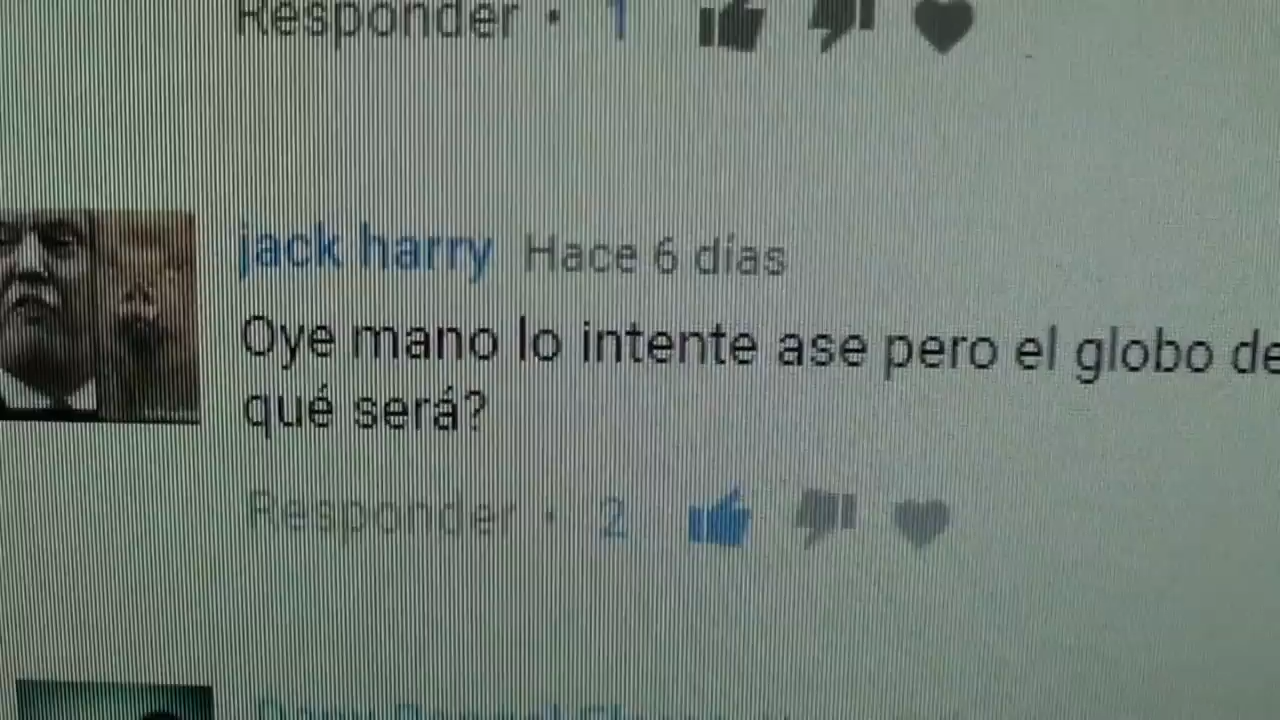 Responder • 1
jack harry Hace 6 días
Oye mano lo intente ase pero el globo de
qué será?
Responder • 2